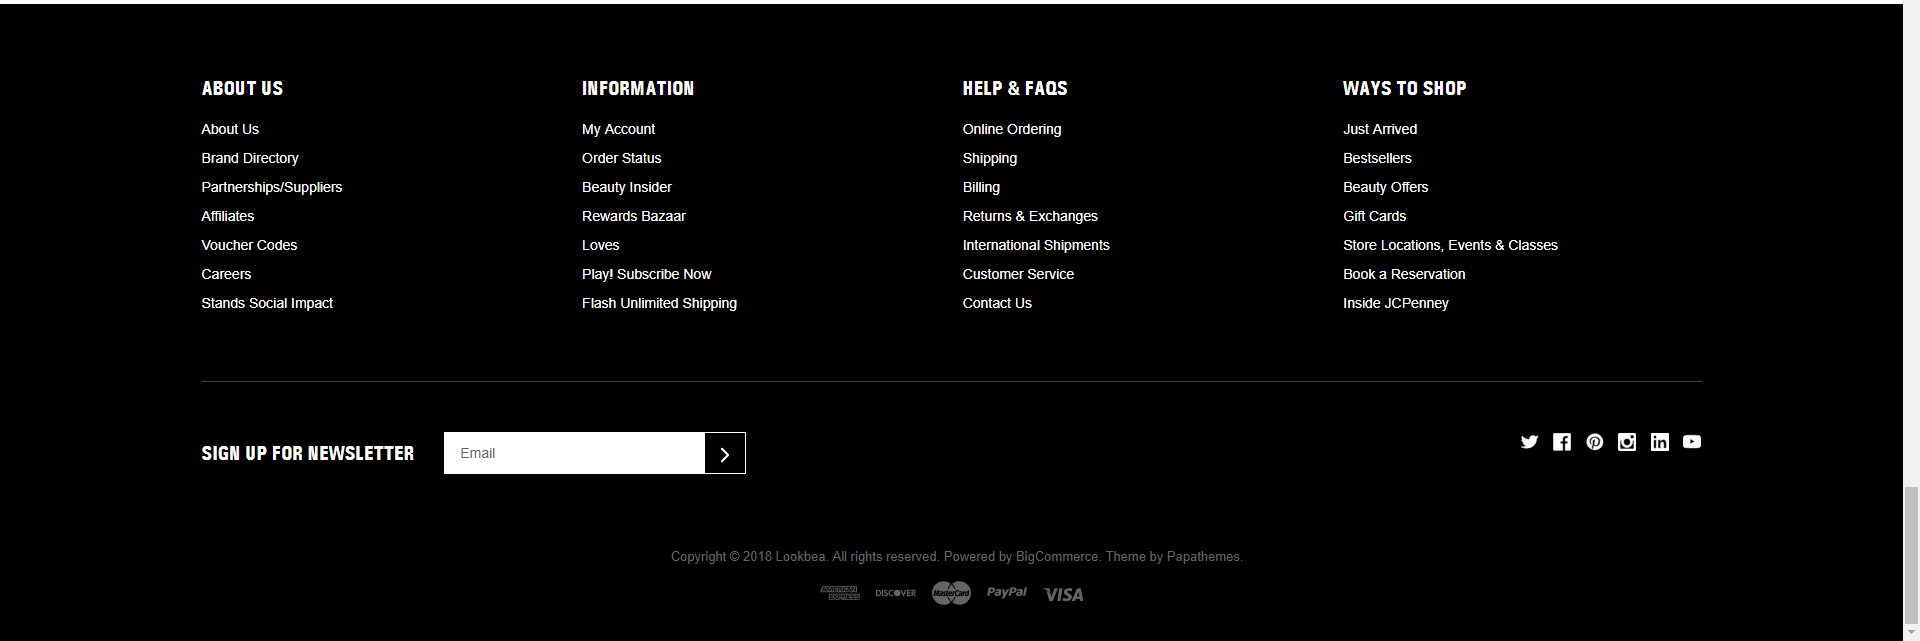 ABOUT US
About Us
Brand Directory
Partnerships/Suppliers
Affiliates
Voucher Codes
Careers
Stands Social Impact
INFORMATION
My Account
Order Status
Beauty Insider
Rewards Bazaar
Loves
Play! Subscribe Now
Flash Unlimited Shipping
HELP & FAQS
Online Ordering
Shipping
Billing
Returns & Exchanges
International Shipments
Customer Service
Contact Us
WAYS TO SHOP
Just Arrived
Bestsellers
Beauty Offers
Gift Cards
Store Locations, Events & Classes
Book a Reservation
Inside JCPenney
SIGN UP FOR NEWSLETTER
Email
Copyright © 2018 Lookbea. All rights reserved. Powered by BigCommerce. Theme by Papathemes.
AMERICAN EXPRESS DISCOVER MasterCard PayPal VISA